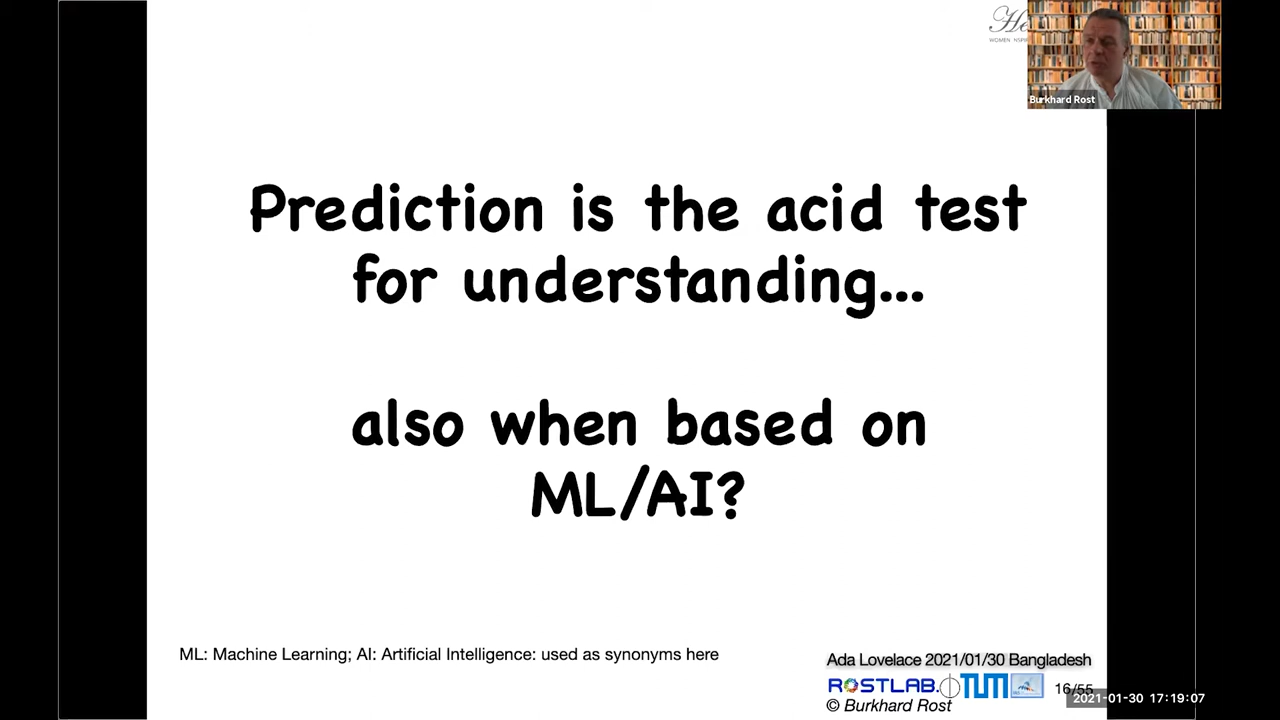 Burkhard Rost
Prediction is the acid test
for understanding...
also when based on
ML/AI?
ML: Machine Learning; AI: Artificial Intelligence: used as synonyms here
Ada Lovelace 2021/01/30 Bangladesh
ROSTLAB. TUM 16/55
© Burkhard Rost
2021-01-30 17:19:07